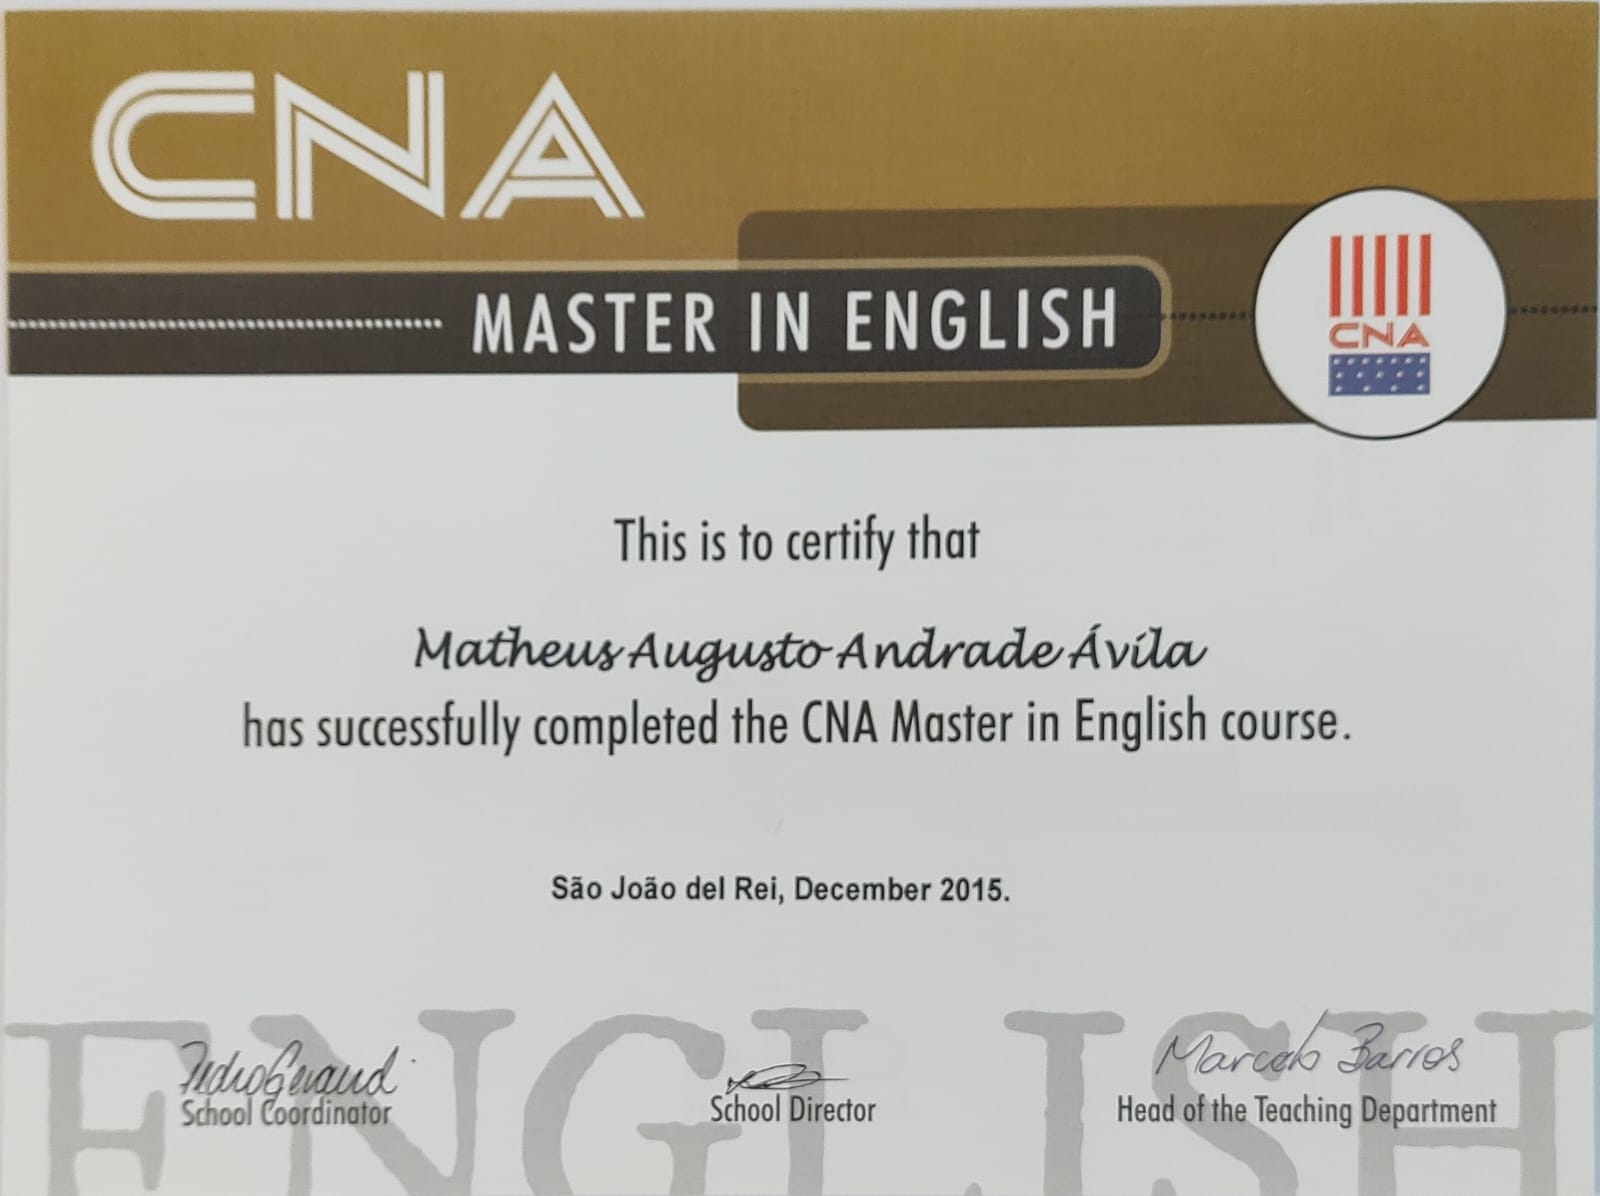 CNA
MASTER IN ENGLISH
CNA
This is to certify that
Matheus Augusto Andrade Ávila
has successfully completed the CNA Master in English course.
São João del Rei, December 2015.
ENGLISH
Marcelo Barros
School Coordinator
School Director
Head of the Teaching Department